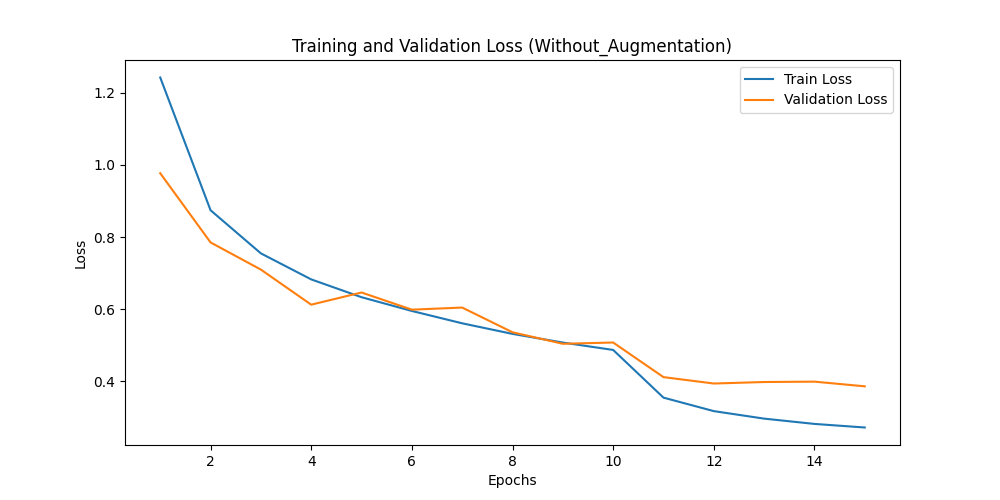 Training and Validation Loss (Without_Augmentation)
Train Loss
Validation Loss
1.2
1.0
0.8
0.6
0.4
Loss
2 4 6 8 10 12 14
Epochs